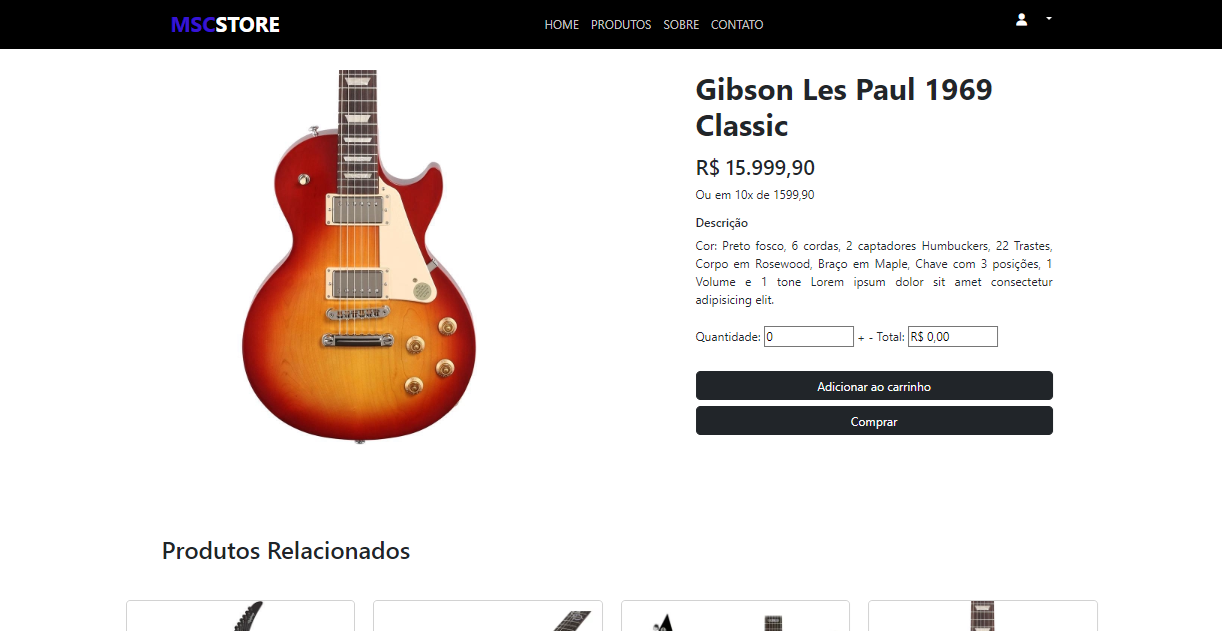 MSCSTORE
HOME PRODUTOS SOBRE CONTATO
Gibson Les Paul 1969
Classic
R$ 15.999,90
Ou em 10x de 1599,90
Descrição
Cor: Preto fosco, 6 cordas, 2 captadores Humbuckers, 22 Trastes,
Corpo em Rosewood, Braço em Maple, Chave com 3 posições, 1
Volume e 1 tone Lorem ipsum dolor sit amet consectetur
adipisicing elit.
Quantidade: 0 + - Total: R$ 0,00
Adicionar ao carrinho
Comprar
Produtos Relacionados